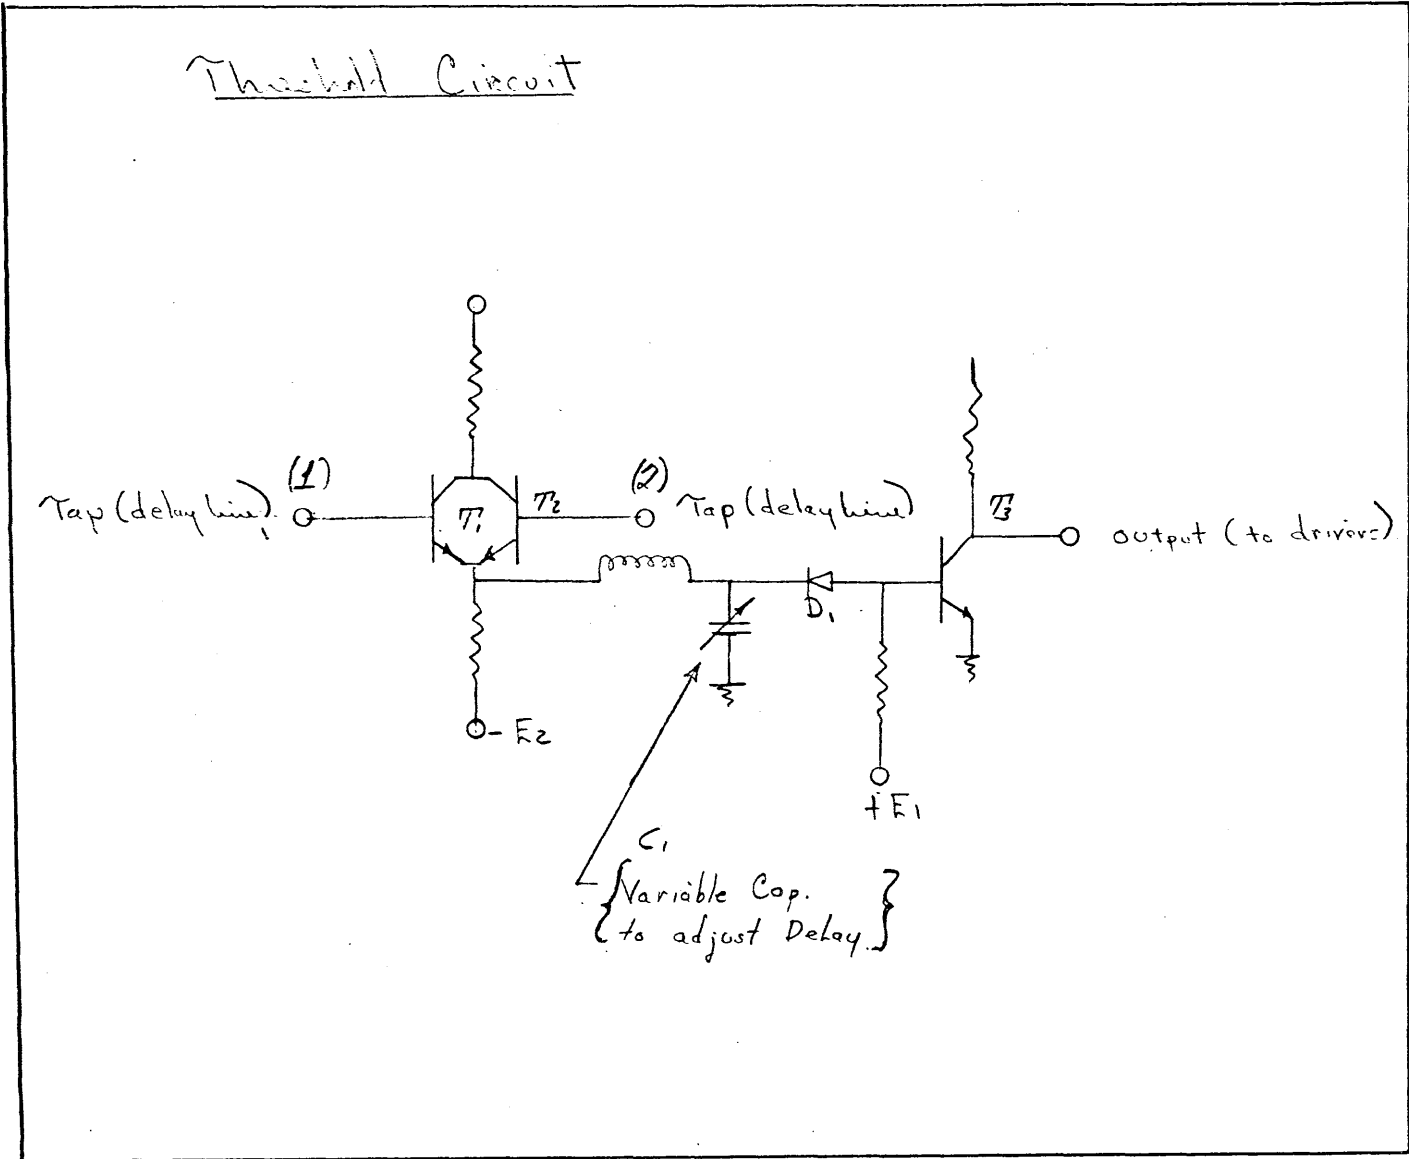 Threshold Circuit
(1)
Tap (delay line)
T1
T2
(2)
Tap (delay line)
T3
output (to drivers)
D1
- E2
+ E1
C1
Variable Cap.
to adjust Delay